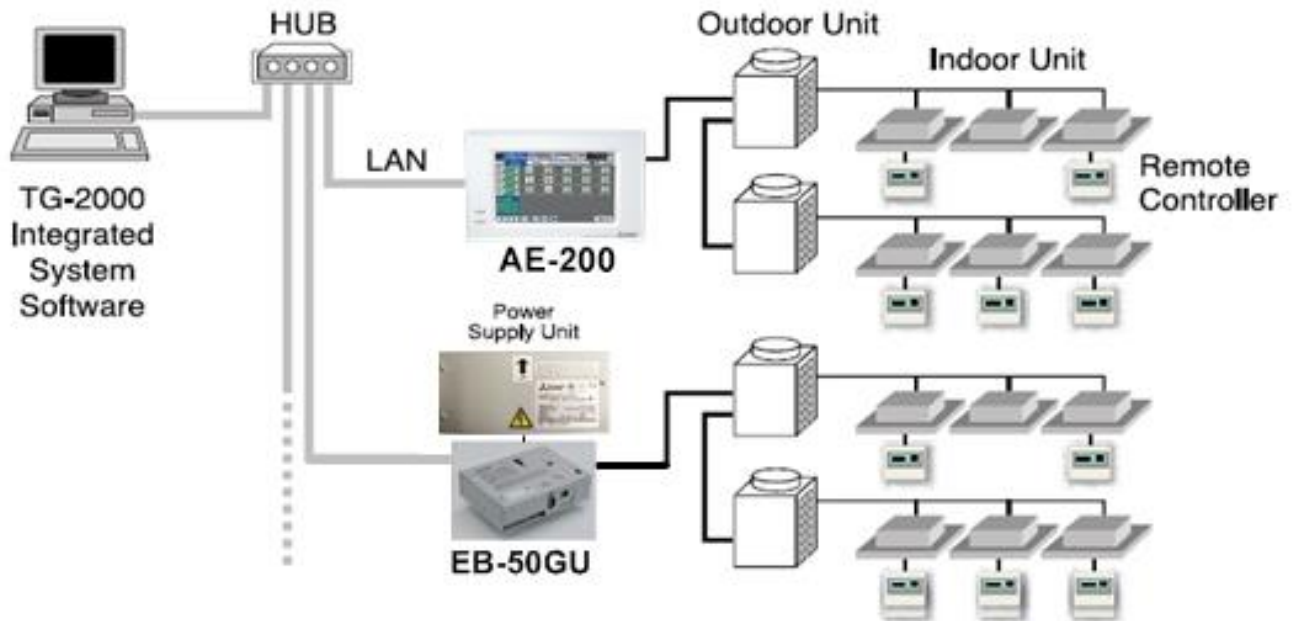 HUB
Outdoor Unit
Indoor Unit
LAN
Remote
Controller
TG-2000
Integrated
System
Software
AE-200
Power
Supply Unit
EB-50GU